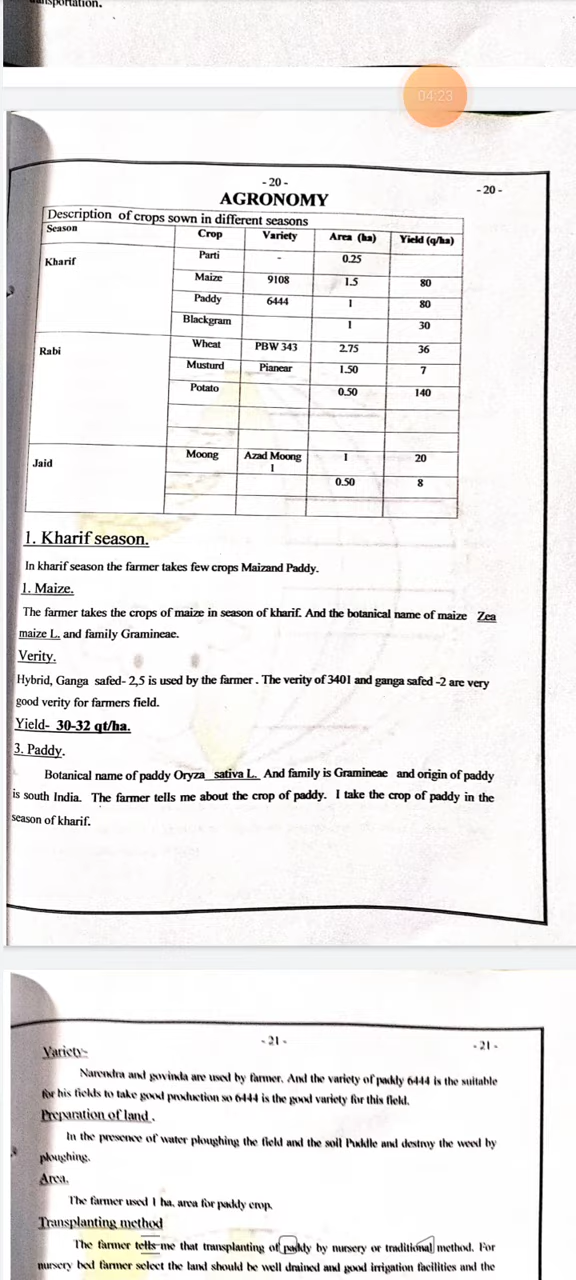 transportation.
04:23
- 20 -
- 20 -
AGRONOMY
Description of crops sown in different seasons
Season Crop Variety Area (ha) Yield (q/ha)
Kharif Parti - 0.25
Maize 9108 1.5 80
Paddy 6444 1 80
Blackgram 1 30
Rabi Wheat PBW 343 2.75 36
Musturd Pianear 1.50 7
Potato 0.50 140
Jaid Moong Azad Moong 1 20
1
0.50 8
1. Kharif season.
In kharif season the farmer takes few crops Maizand Paddy.
1. Maize.
The farmer takes the crops of maize in season of kharif. And the botanical name of maize Zea
maize L. and family Gramineae.
Verity.
Hybrid, Ganga safed- 2,5 is used by the farmer . The verity of 3401 and ganga safed -2 are very
good verity for farmers field.
Yield- 30-32 qt/ha.
3. Paddy.
Botanical name of paddy Oryza sativa L. And family is Gramineae and origin of paddy
is south India. The farmer tells me about the crop of paddy. I take the crop of paddy in the
season of kharif.
- 21 -
- 21 -
Variety-
Narendra and govinda are used by farmer. And the variety of paddy 6444 is the suitable
for his fields to take good production so 6444 is the good variety for this field.
Preparation of land .
In the presence of water ploughing the field and the soil Puddle and destroy the weed by
ploughing.
Area.
The farmer used 1 ha. area for paddy crop.
Transplanting method
The farmer tells me that transplanting of paddy by nursery or traditional method. For
nursery bed farmer select the land should be well drained and good irrigation facilities and the